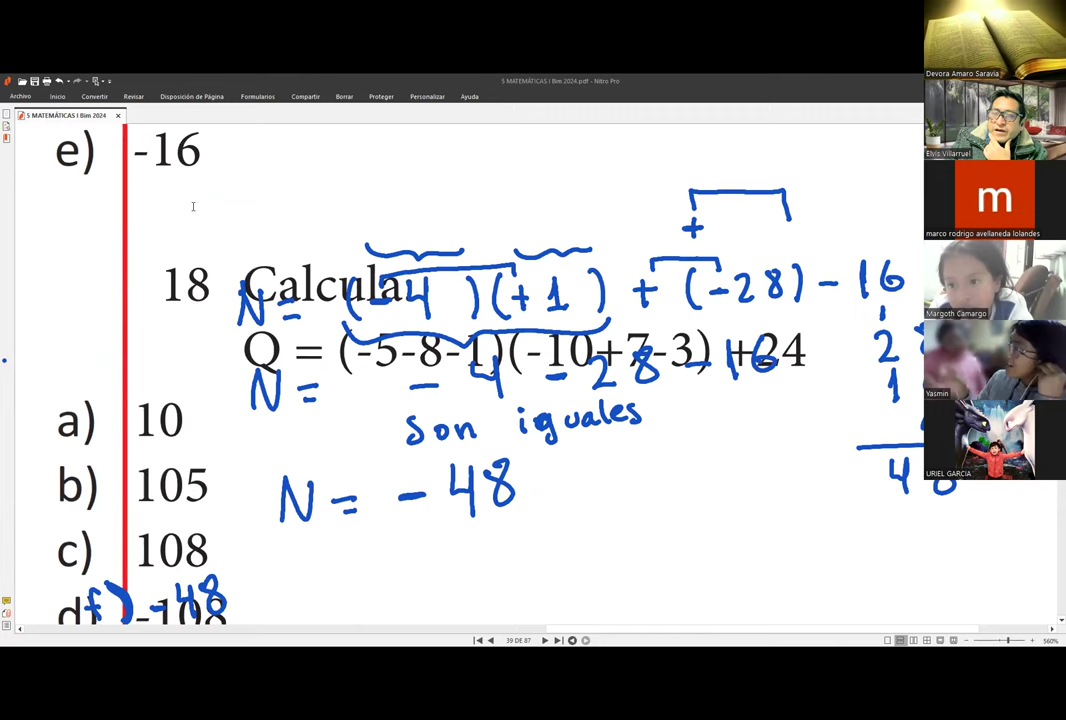 5 MATEMÁTICAS I Bim 2024.pdf - Nitro Pro
Archivo Inicio Convertir Revisar Disposición de Página Formularios Compartir Borrar Proteger Personalizar Ayuda
5 MATEMÁTICAS I Bim 2024 ×
e) -16
+
18 Calcula
N = (-4)(+1) + (-28) - 16
Q = (-5-8-1)(-10+7-3) +24
N = - 4 - 28 - 16
son iguales
a) 10
b) 105
N = - 48
48
c) 108
f) - 48
d) -108
39 DE 87
560%
Devora Amaro Saravia
Elvis Villarruel
m
marco rodrigo avellaneda lolandes
Margoth Camargo
Yasmin
URIEL GARCIA